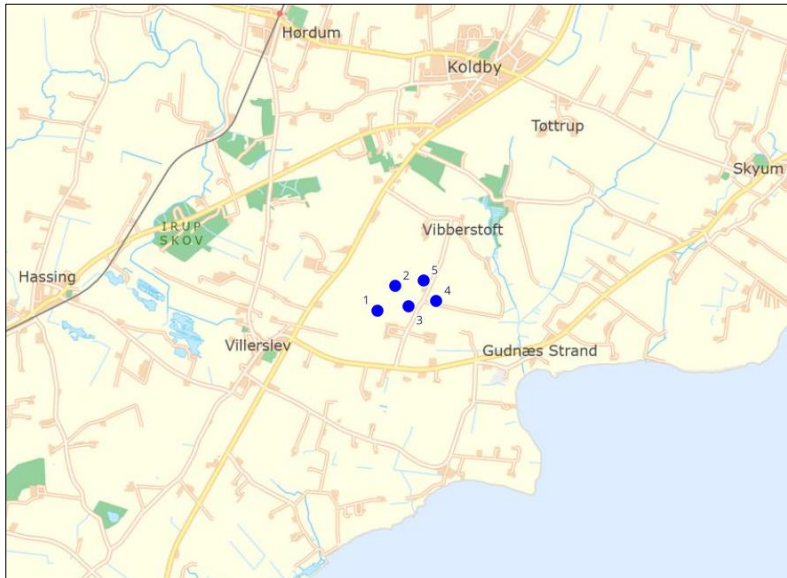 Hørdum
Koldby
Tøttrup
Skyum
IRUP
SKOV
Vibberstoft
Hassing
2
5
1
4
3
Villerslev
Gudnæs Strand